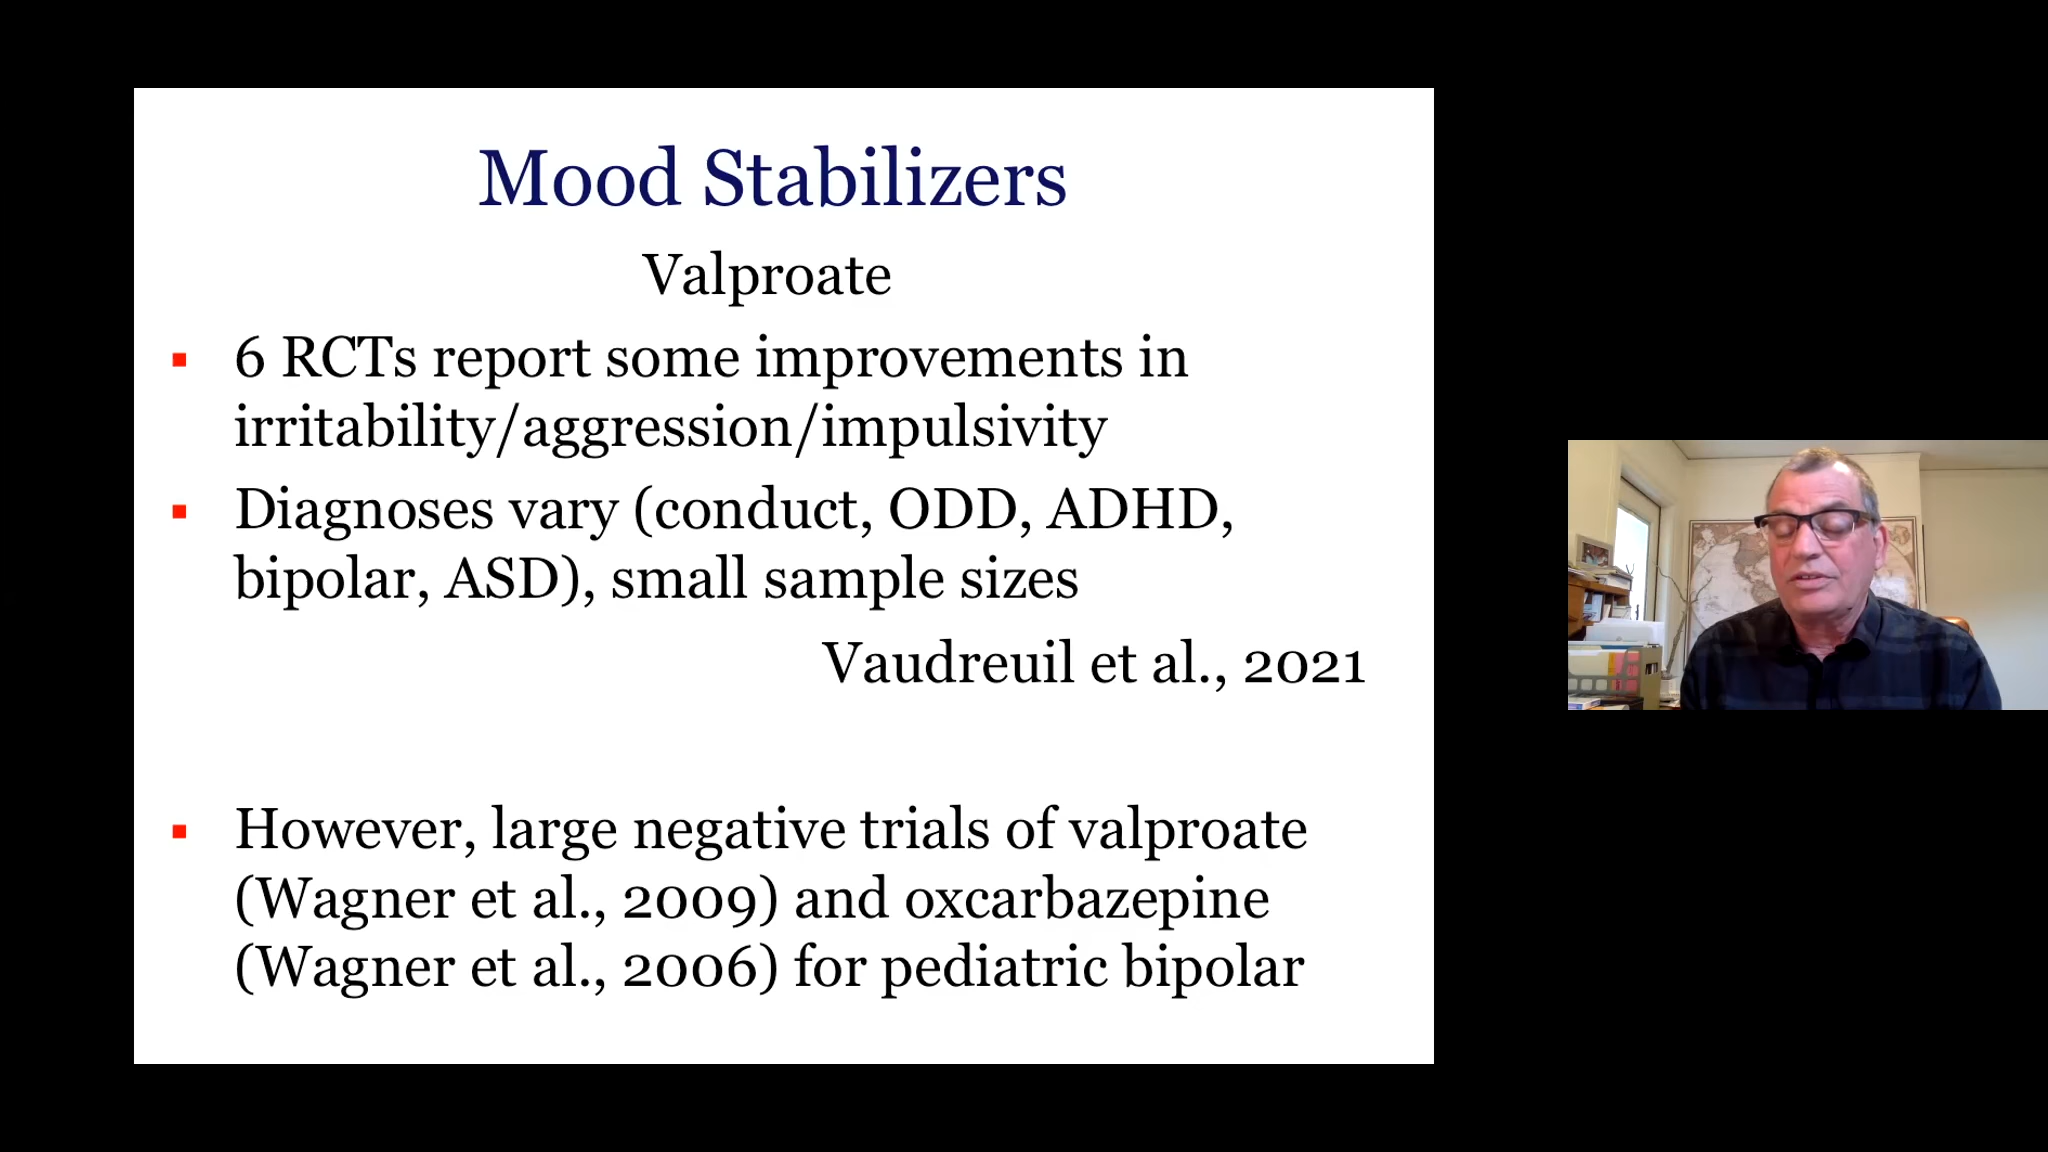 Mood Stabilizers
Valproate
▪ 6 RCTs report some improvements in
irritability/aggression/impulsivity
▪ Diagnoses vary (conduct, ODD, ADHD,
bipolar, ASD), small sample sizes
Vaudreuil et al., 2021
▪ However, large negative trials of valproate
(Wagner et al., 2009) and oxcarbazepine
(Wagner et al., 2006) for pediatric bipolar